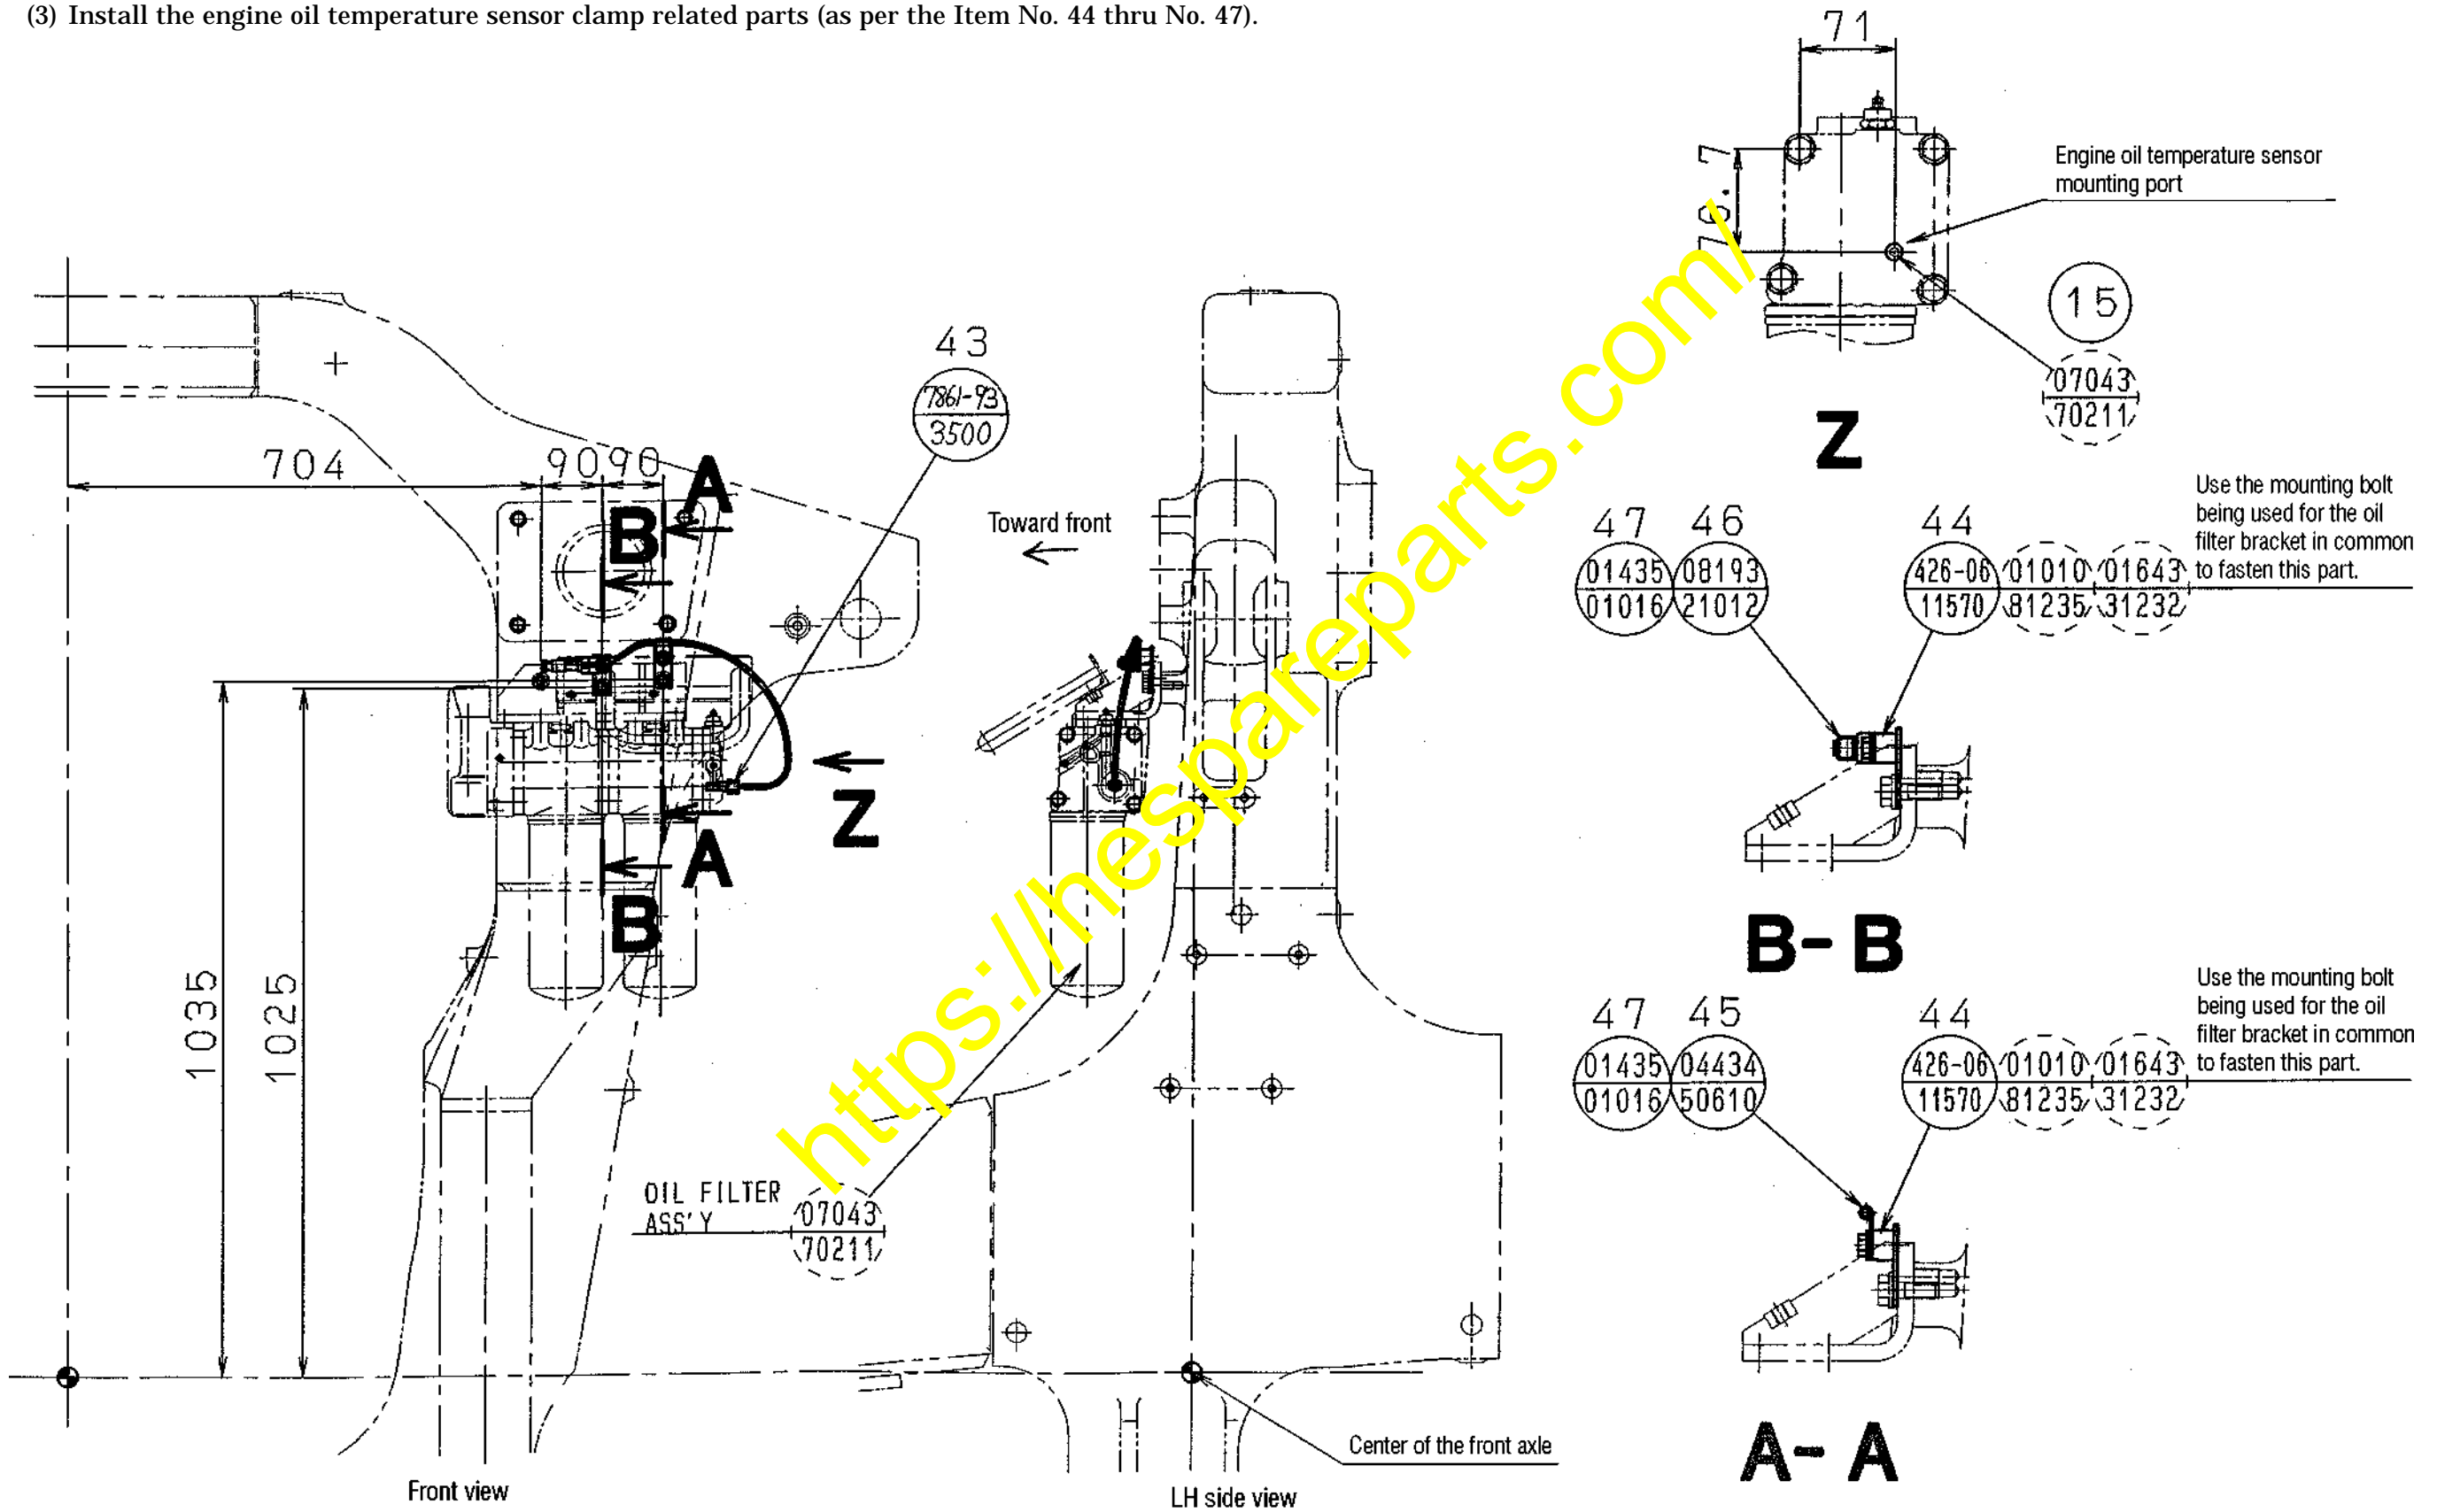 (3) Install the engine oil temperature sensor clamp related parts (as per the Item No. 44 thru No. 47).
71
76.7
Engine oil temperature sensor
mounting port
15
07043
70211
Z
43
7861-93
3500
704
90 90
A
B
Toward front
Z
A
B
1035
1025
47 46 44
01435 08193 426-06 01010 01643
01016 21012 11570 81235 31232
Use the mounting bolt
being used for the oil
filter bracket in common
to fasten this part.
B-B
47 45 44
01435 04434 426-06 01010 01643
01016 50610 11570 81235 31232
Use the mounting bolt
being used for the oil
filter bracket in common
to fasten this part.
A-A
OIL FILTER
ASS'Y
07043
70211
Center of the front axle
Front view
LH side view
https://hespareparts.com/